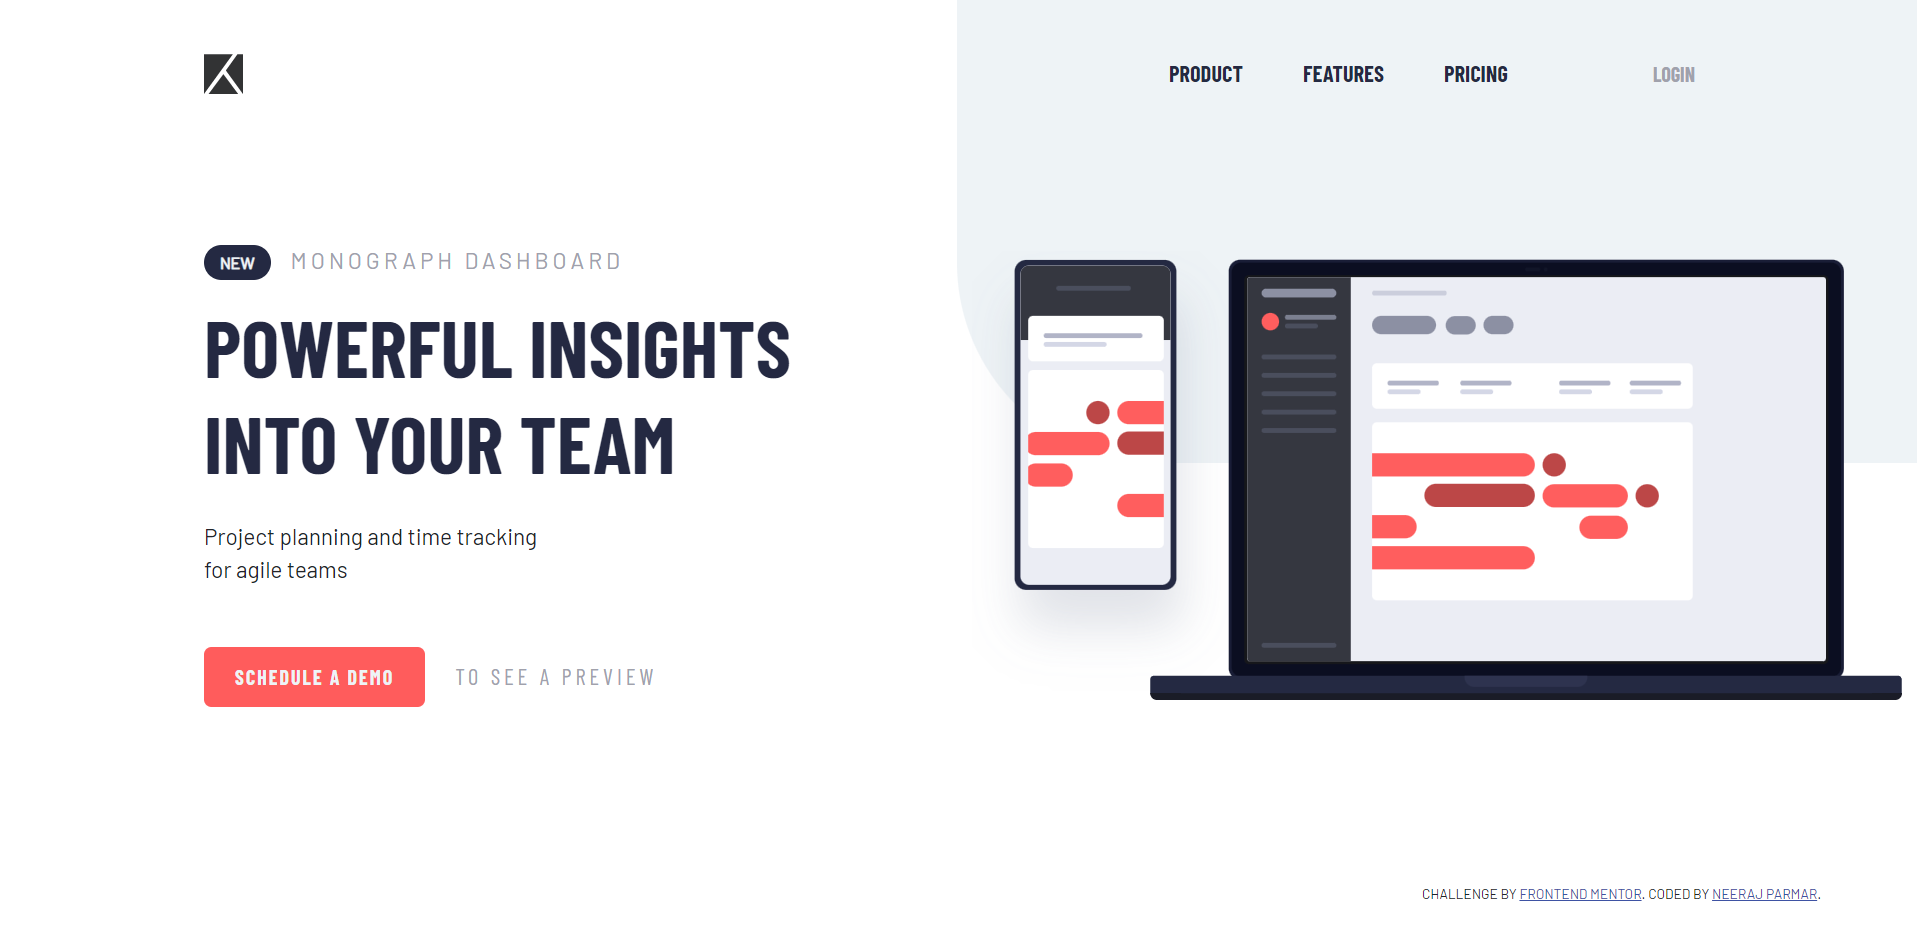 PRODUCT FEATURES PRICING LOGIN
NEW MONOGRAPH DASHBOARD
POWERFUL INSIGHTS
INTO YOUR TEAM
Project planning and time tracking
for agile teams
SCHEDULE A DEMO TO SEE A PREVIEW
CHALLENGE BY FRONTEND MENTOR. CODED BY NEERAJ PARMAR.